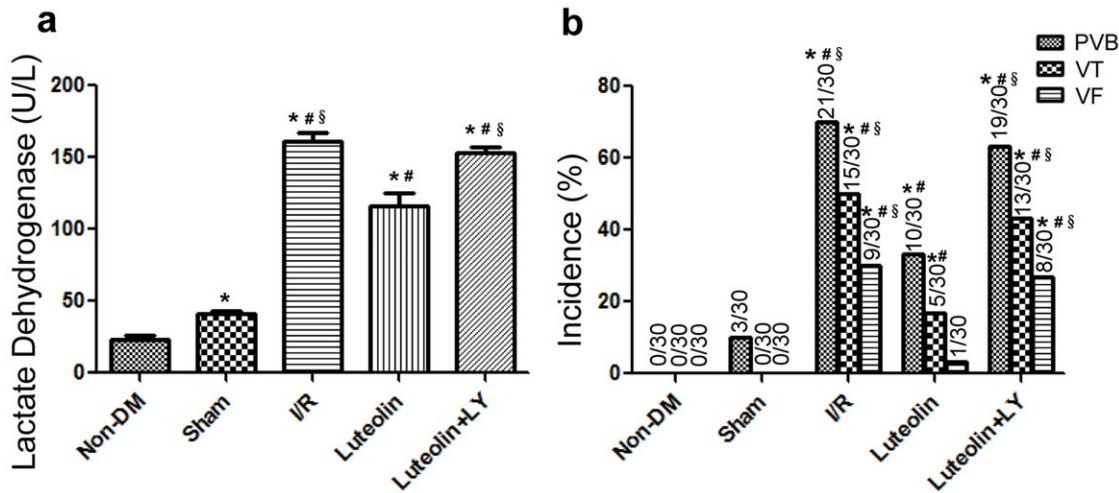 a
Lactate Dehydrogenase (U/L)
200
150
100
50
0
*
* # §
* #
* # §
Non-DM
Sham
I/R
Luteolin
Luteolin+LY
b
PVB
VT
VF
Incidence (%)
80
60
40
20
0
0/30
0/30
0/30
3/30
0/30
0/30
21/30 * # §
15/30 * # §
9/30 * # §
10/30 * #
5/30 * #
1/30
19/30 * # §
13/30 * # §
8/30 * # §
Non-DM
Sham
I/R
Luteolin
Luteolin+LY